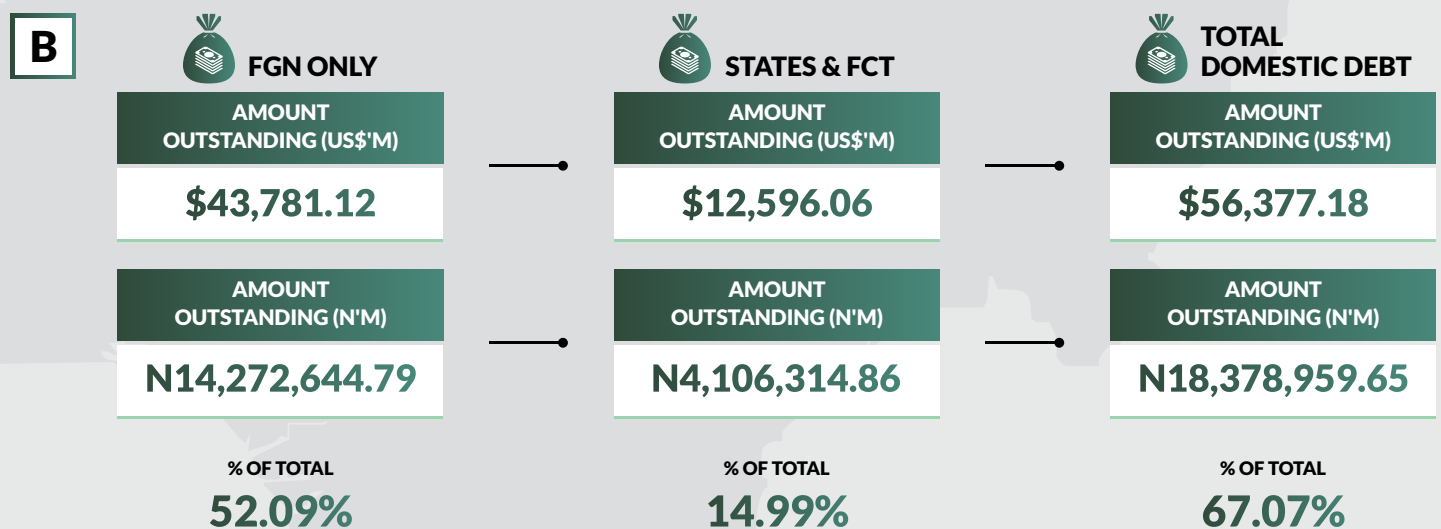 B
FGN ONLY
AMOUNT
OUTSTANDING (US$'M)
$43,781.12
AMOUNT
OUTSTANDING (N'M)
N14,272,644.79
% OF TOTAL
52.09%
STATES & FCT
AMOUNT
OUTSTANDING (US$'M)
$12,596.06
AMOUNT
OUTSTANDING (N'M)
N4,106,314.86
% OF TOTAL
14.99%
TOTAL
DOMESTIC DEBT
AMOUNT
OUTSTANDING (US$'M)
$56,377.18
AMOUNT
OUTSTANDING (N'M)
N18,378,959.65
% OF TOTAL
67.07%